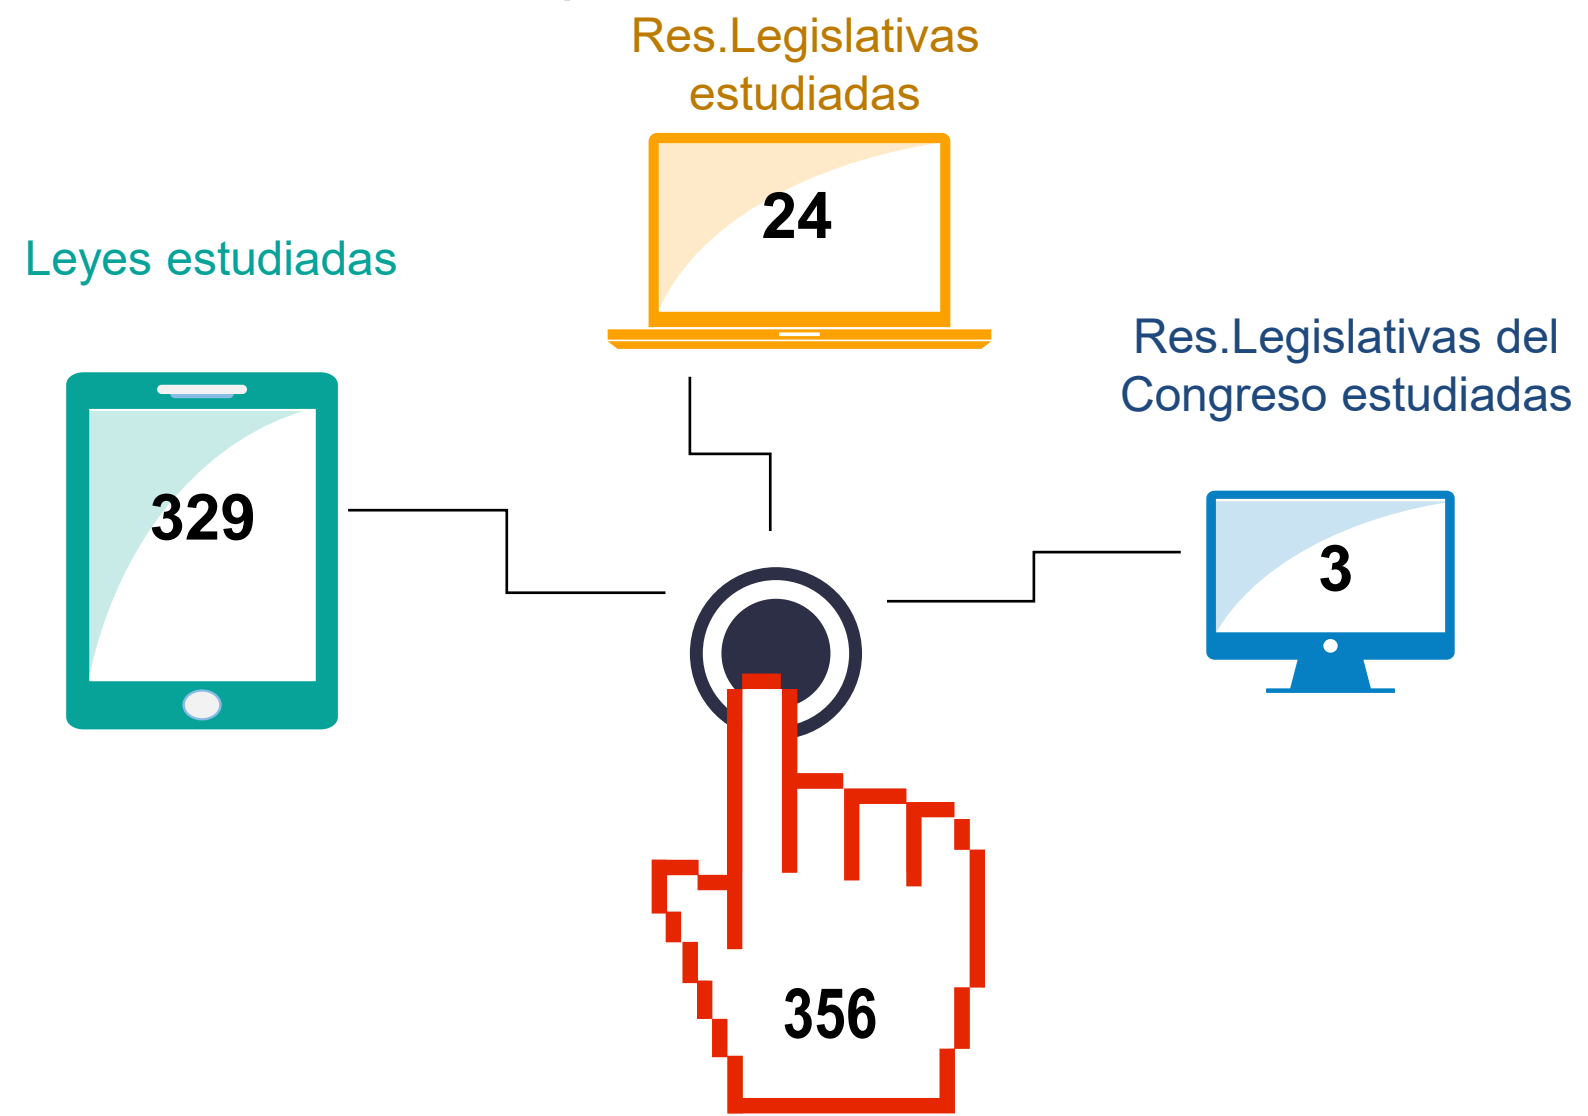 Res.Legislativas
estudiadas
24
Leyes estudiadas
329
Res.Legislativas del
Congreso estudiadas
3
356